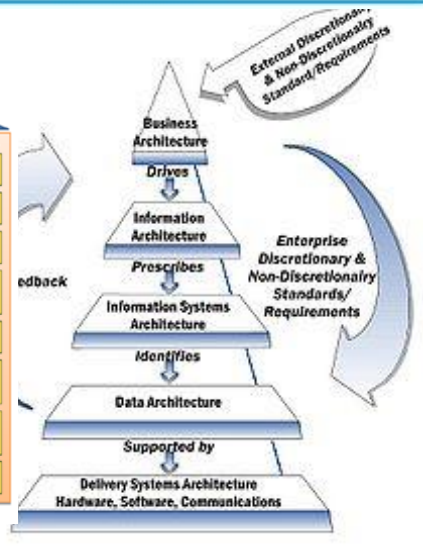 External Discretionary
& Non-Discretionary
Standard/Requirements
Business
Architecture
Drives
Information
Architecture
Prescribes
Information Systems
Architecture
Identifies
Data Architecture
Supported by
Delivery Systems Architecture
Hardware, Software, Communications
edback
Enterprise
Discretionary &
Non-Discretionairy
Standards/
Requirements